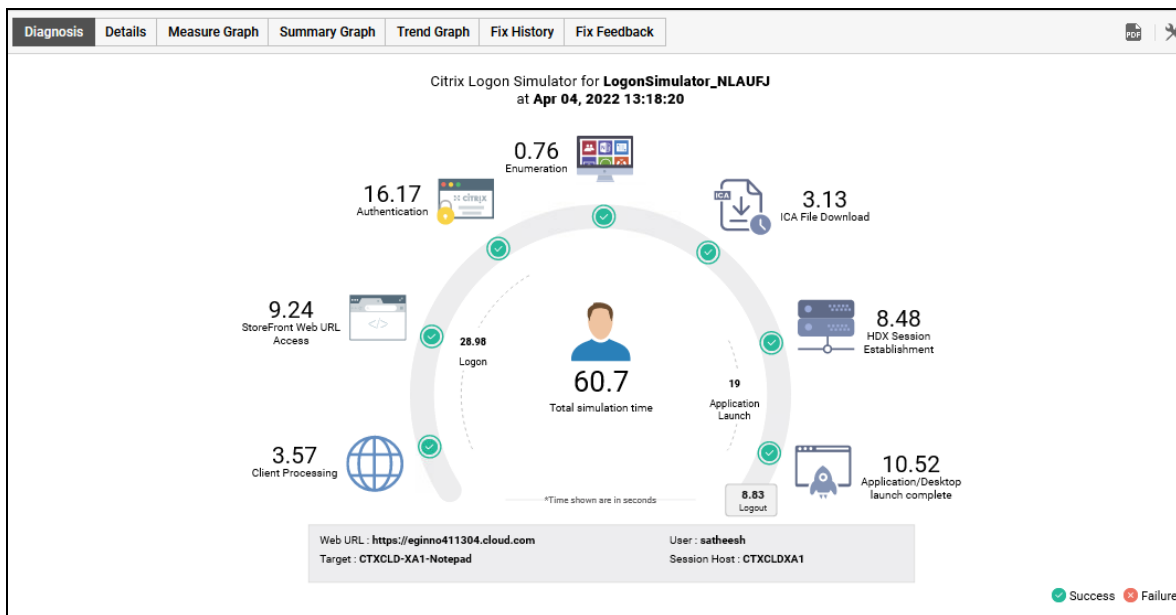 Diagnosis Details Measure Graph Summary Graph Trend Graph Fix History Fix Feedback
PDF
Citrix Logon Simulator for LogonSimulator_NLAUFJ
at Apr 04, 2022 13:18:20
0.76
Enumeration
16.17
Authentication
citrix
ICA
3.13
ICA File Download
9.24
StoreFront Web URL
Access
</>
8.48
HDX Session
Establishment
28.98
Logon
60.7
Total simulation time
19
Application
Launch
3.57
Client Processing
10.52
Application/Desktop
launch complete
*Time shown are in seconds
8.83
Logout
Web URL : https://eginno411304.cloud.com
User : satheesh
Target : CTXCLD-XA1-Notepad
Session Host : CTXCLDXA1
Success Failure